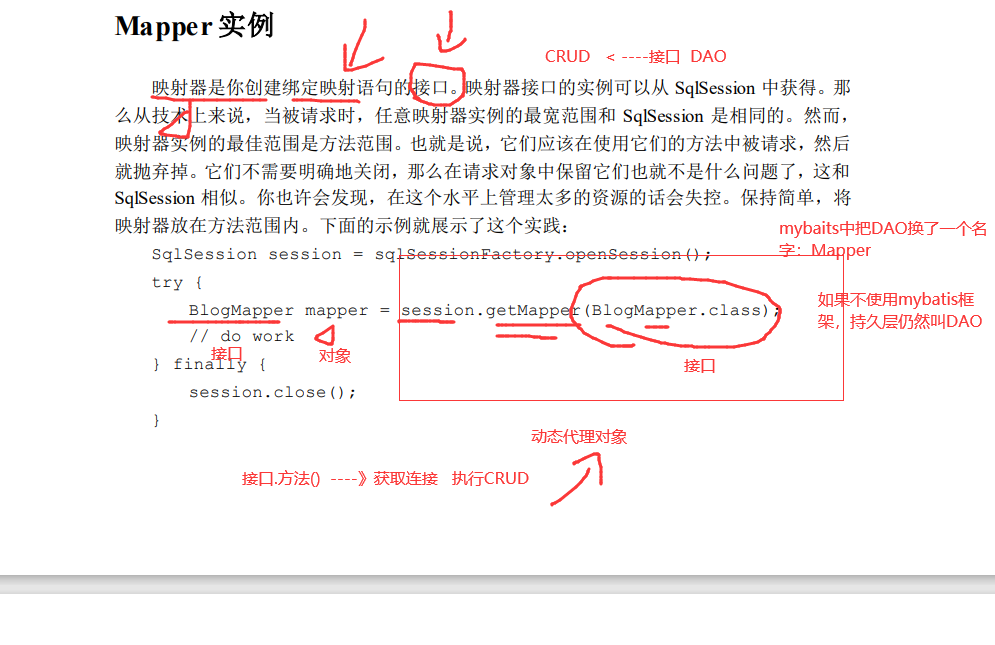 Mapper 实例
CRUD < ----接口 DAO
映射器是你创建绑定映射语句的接口。映射器接口的实例可以从 SqlSession 中获得。那
么从技术上来说，当被请求时，任意映射器实例的最宽范围和 SqlSession 是相同的。然而，
映射器实例的最佳范围是方法范围。也就是说，它们应该在使用它们的方法中被请求，然后
就抛弃掉。它们不需要明确地关闭，那么在请求对象中保留它们也就不是什么问题了，这和
SqlSession 相似。你也许会发现，在这个水平上管理太多的资源的话会失控。保持简单，将
映射器放在方法范围内。下面的示例就展示了这个实践：
mybaits中把DAO换了一个名
字：Mapper
SqlSession session = sqlSessionFactory.openSession();
try {
BlogMapper mapper = session.getMapper(BlogMapper.class);
如果不使用mybatis框
架，持久层仍然叫DAO
// do work
接口
对象
接口
} finally {
session.close();
}
动态代理对象
接口.方法() ----》获取连接 执行CRUD